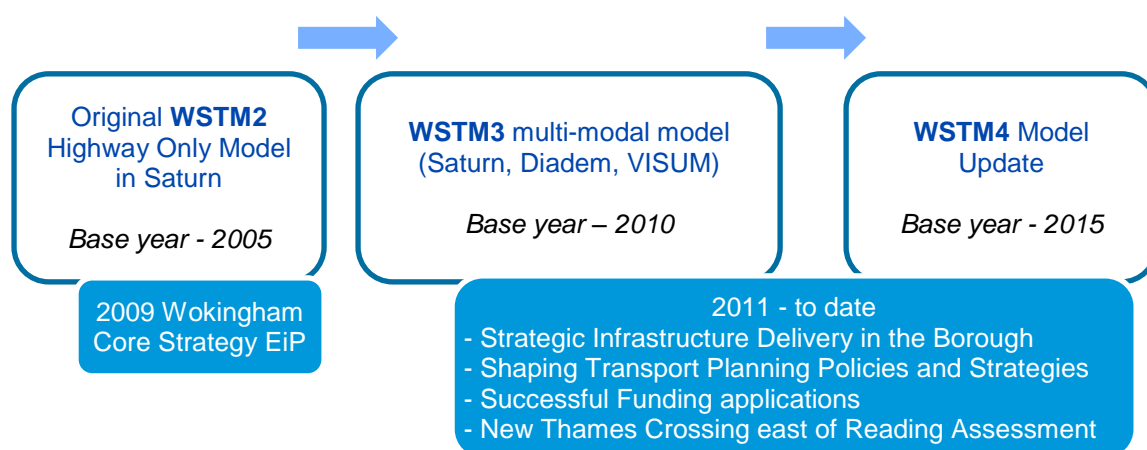 Original WSTM2
Highway Only Model
in Saturn
Base year - 2005
2009 Wokingham
Core Strategy EiP
WSTM3 multi-modal model
(Saturn, Diadem, VISUM)
Base year – 2010
WSTM4 Model
Update
Base year - 2015
2011 - to date
- Strategic Infrastructure Delivery in the Borough
- Shaping Transport Planning Policies and Strategies
- Successful Funding applications
- New Thames Crossing east of Reading Assessment